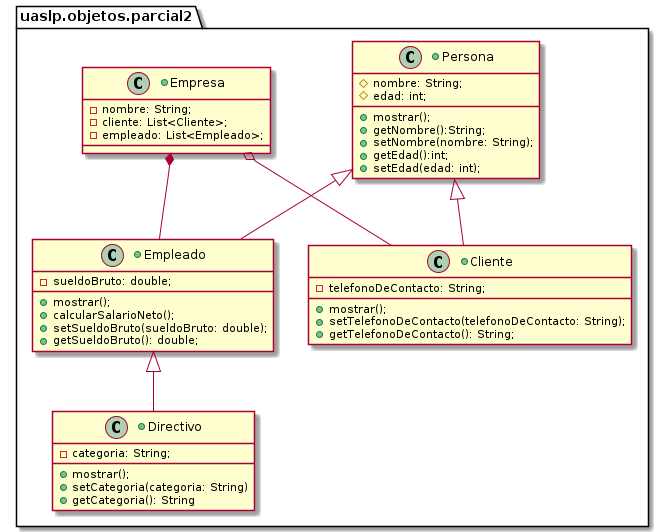 uaslp.objetos.parcial2
C Empresa
nombre: String;
cliente: List<Cliente>;
empleado: List<Empleado>;
C Persona
nombre: String;
edad: int;
mostrar();
getNombre():String;
setNombre(nombre: String);
getEdad():int;
setEdad(edad: int);
C Empleado
sueldoBruto: double;
mostrar();
calcularSalarioNeto();
setSueldoBruto(sueldoBruto: double);
getSueldoBruto(): double;
C Cliente
telefonoDeContacto: String;
mostrar();
setTelefonoDeContacto(telefonoDeContacto: String);
getTelefonoDeContacto(): String;
C Directivo
categoria: String;
mostrar();
setCategoria(categoria: String)
getCategoria(): String